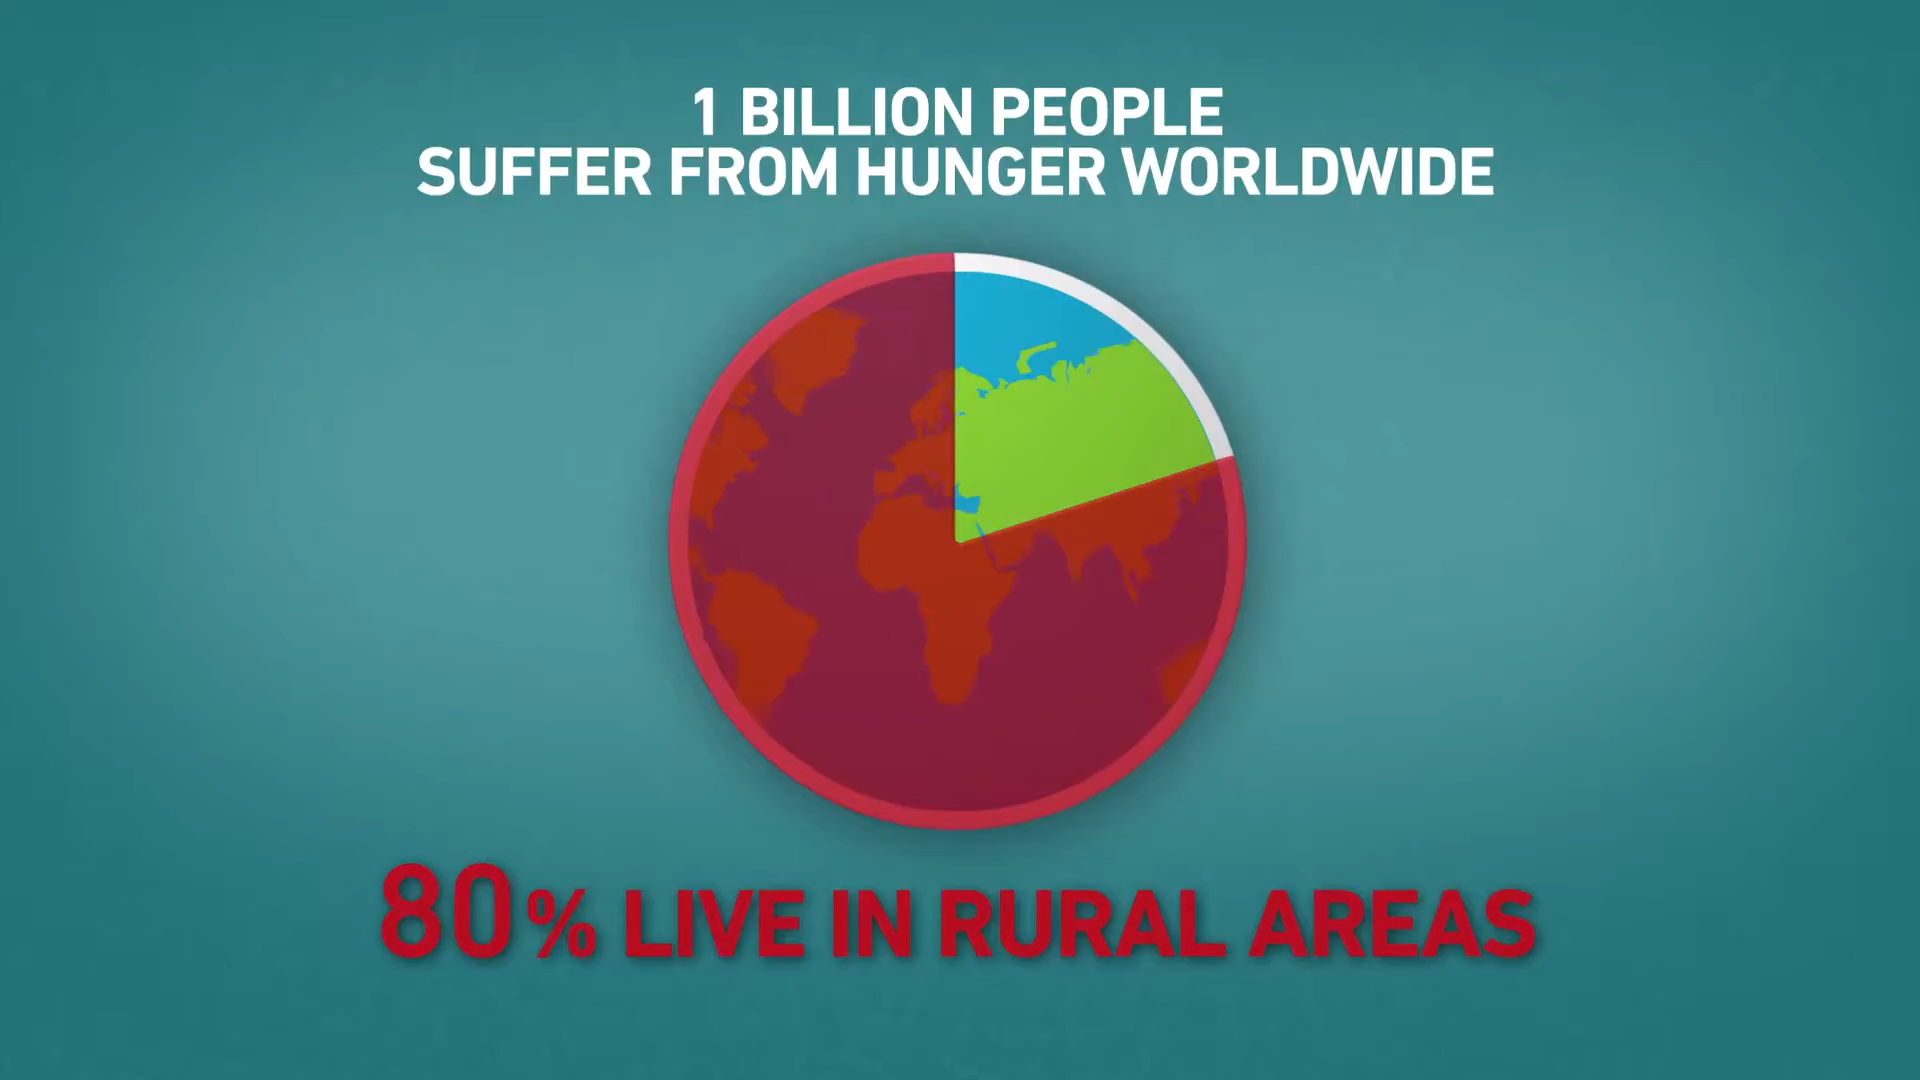 1 BILLION PEOPLE
SUFFER FROM HUNGER WORLDWIDE
80% LIVE IN RURAL AREAS